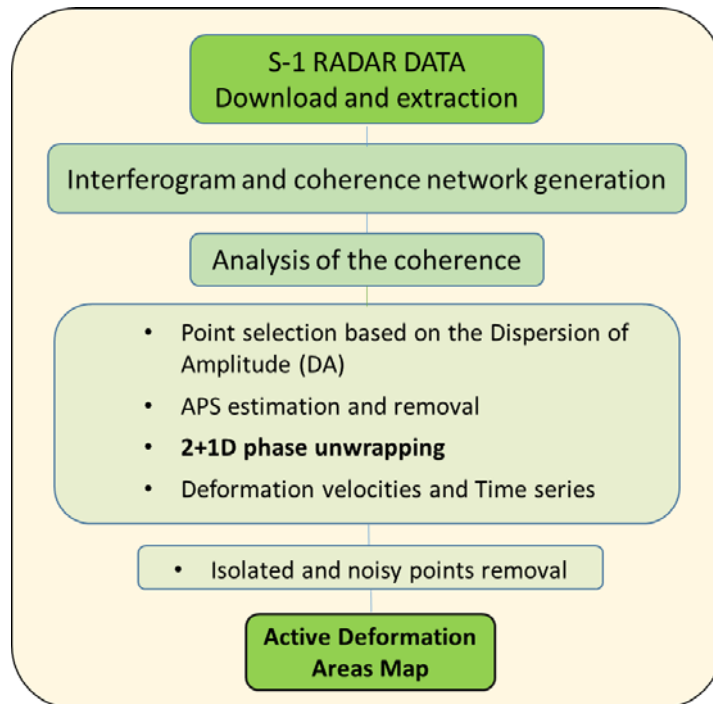 S-1 RADAR DATA
Download and extraction
Interferogram and coherence network generation
Analysis of the coherence
• Point selection based on the Dispersion of
Amplitude (DA)
• APS estimation and removal
• 2+1D phase unwrapping
• Deformation velocities and Time series
• Isolated and noisy points removal
Active Deformation
Areas Map